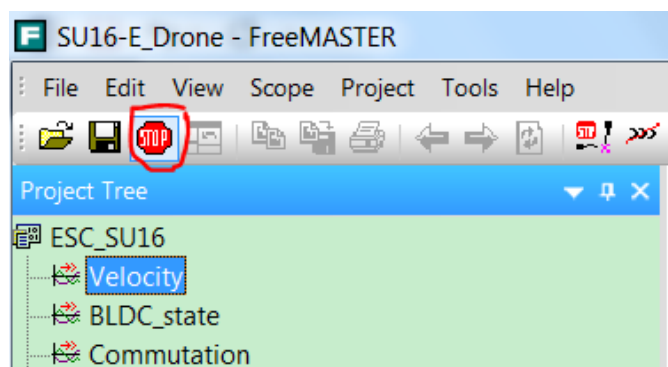 SU16-E_Drone - FreeMASTER
File Edit View Scope Project Tools Help
STOP
Project Tree
ESC_SU16
Velocity
BLDC_state
Commutation